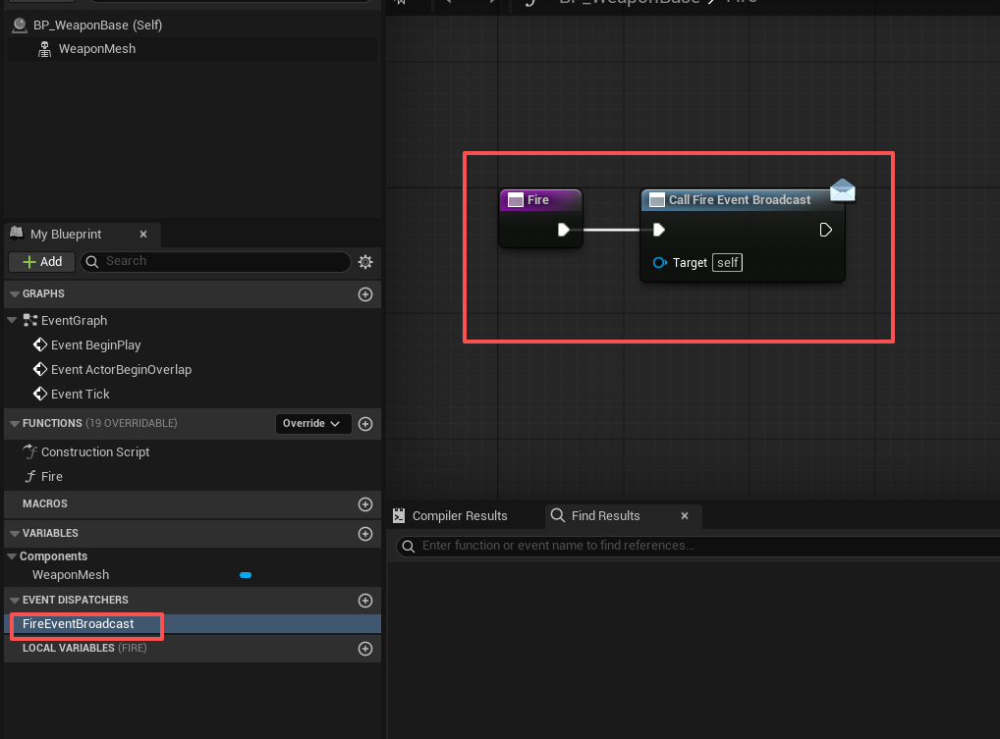 BP_WeaponBase (Self)
WeaponMesh
BP_WeaponBase > Fire
Fire
Call Fire Event Broadcast
Target self
My Blueprint
Add
Search
GRAPHS
EventGraph
Event BeginPlay
Event ActorBeginOverlap
Event Tick
FUNCTIONS (19 OVERRIDABLE)
Override
Construction Script
Fire
MACROS
VARIABLES
Components
WeaponMesh
EVENT DISPATCHERS
FireEventBroadcast
LOCAL VARIABLES (FIRE)
Compiler Results
Find Results
Enter function or event name to find references...